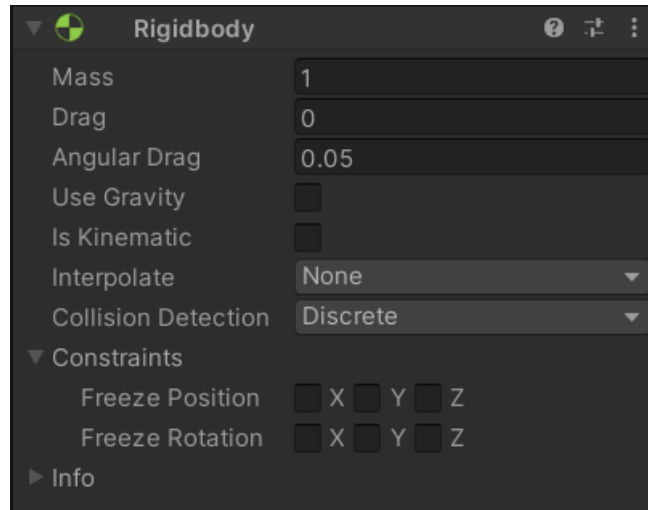 Rigidbody
Mass 1
Drag 0
Angular Drag 0.05
Use Gravity
Is Kinematic
Interpolate None
Collision Detection Discrete
Constraints
Freeze Position X Y Z
Freeze Rotation X Y Z
Info